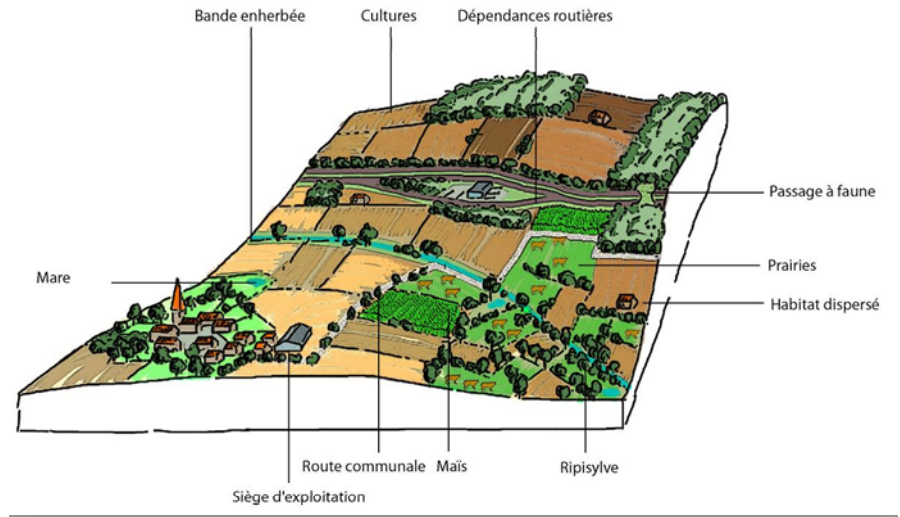 Bande enherbée
Cultures
Dépendances routières
Passage à faune
Prairies
Mare
Habitat dispersé
Route communale
Maïs
Ripisylve
Siège d'exploitation